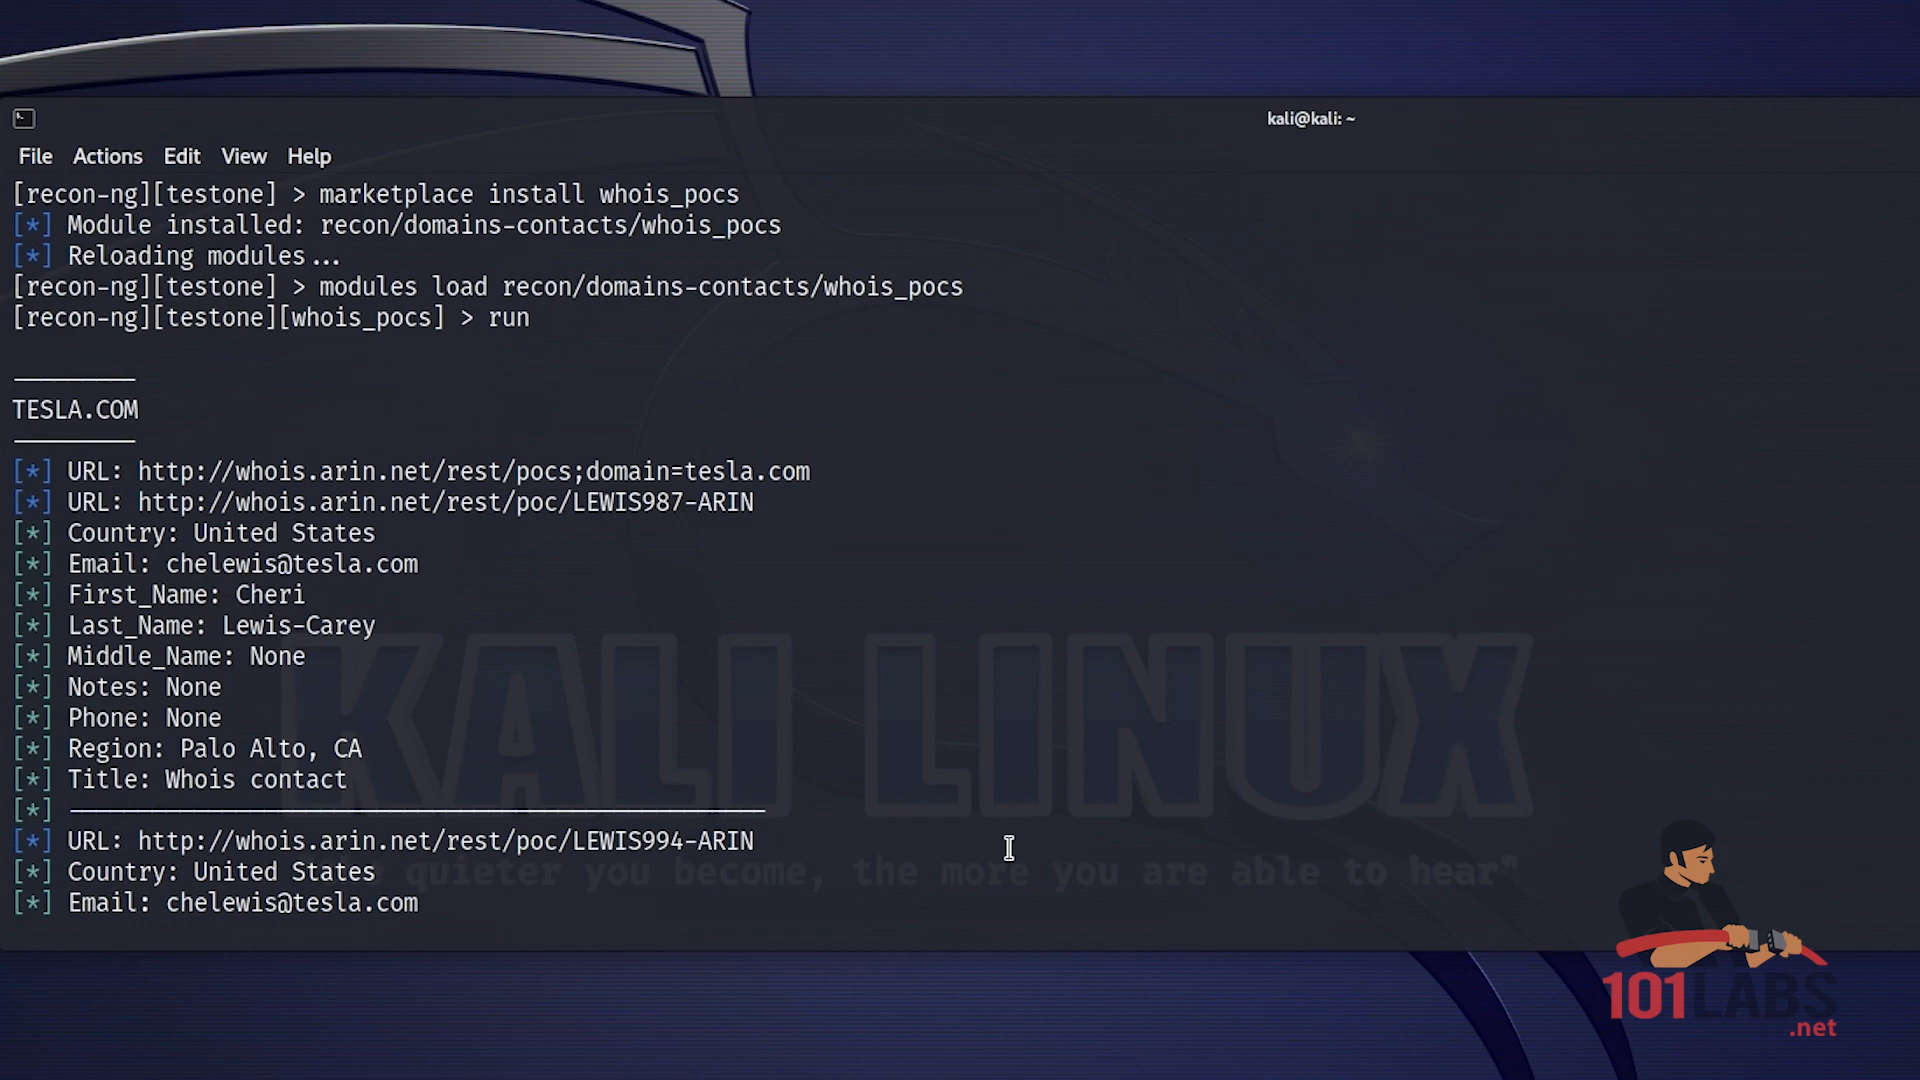 kali@kali: ~
File Actions Edit View Help
[recon-ng][testone] > marketplace install whois_pocs
[*] Module installed: recon/domains-contacts/whois_pocs
[*] Reloading modules...
[recon-ng][testone] > modules load recon/domains-contacts/whois_pocs
[recon-ng][testone][whois_pocs] > run
TESLA.COM
[*] URL: http://whois.arin.net/rest/pocs;domain=tesla.com
[*] URL: http://whois.arin.net/rest/poc/LEWIS987-ARIN
[*] Country: United States
[*] Email: chelewis@tesla.com
[*] First_Name: Cheri
[*] Last_Name: Lewis-Carey
[*] Middle_Name: None
[*] Notes: None
[*] Phone: None
[*] Region: Palo Alto, CA
[*] Title: Whois contact
[*]
[*] URL: http://whois.arin.net/rest/poc/LEWIS994-ARIN
[*] Country: United States
[*] Email: chelewis@tesla.com
KALI LINUX
quieter you become, the more you are able to hear"
101LABS
.net